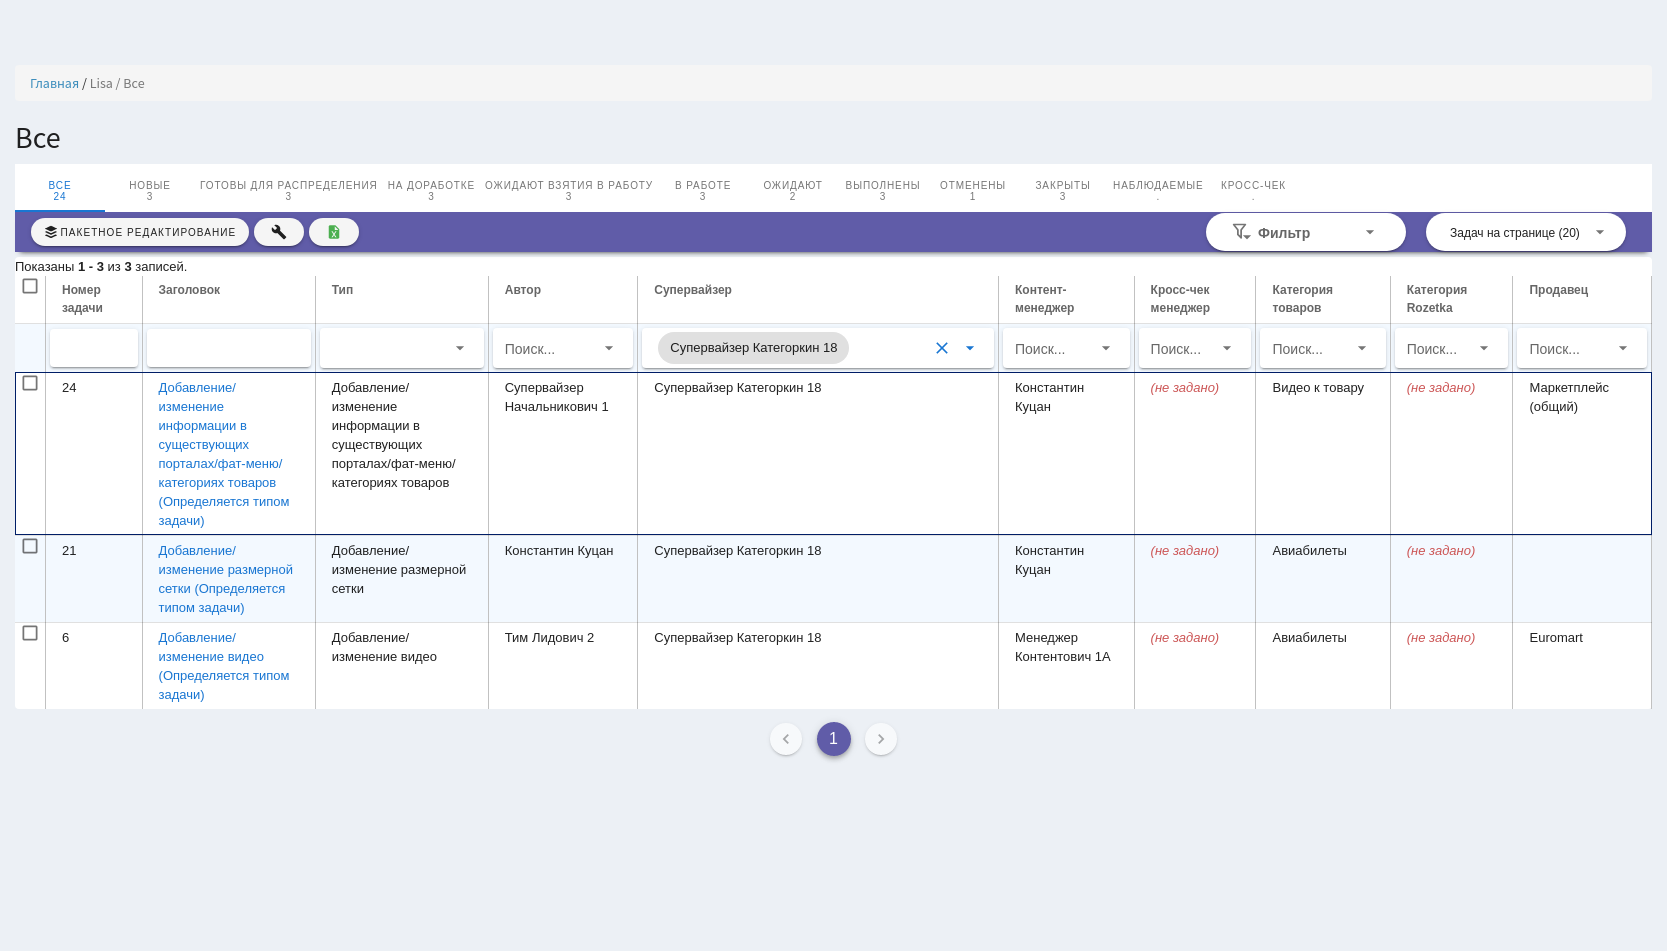 Главная / Lisa / Все
Все
ВСЕ НОВЫЕ ГОТОВЫ ДЛЯ РАСПРЕДЕЛЕНИЯ НА ДОРАБОТКЕ ОЖИДАЮТ ВЗЯТИЯ В РАБОТУ В РАБОТЕ ОЖИДАЮТ ВЫПОЛНЕНЫ ОТМЕНЕНЫ ЗАКРЫТЫ НАБЛЮДАЕМЫЕ КРОСС-ЧЕК
24 3 3 3 3 3 2 3 1 3 . .
ПАКЕТНОЕ РЕДАКТИРОВАНИЕ Фильтр Задач на странице (20)
Показаны 1 - 3 из 3 записей.
Номер Заголовок Тип Автор Супервайзер Контент- Кросс-чек Категория Категория Продавец
задачи менеджер менеджер товаров Rozetka
Поиск... Супервайзер Категоркин 18 Поиск... Поиск... Поиск... Поиск... Поиск...
24 Добавление/ Добавление/ Супервайзер Супервайзер Категоркин 18 Константин (не задано) Видео к товару (не задано) Маркетплейс
изменение изменение Начальникович 1 Куцан (общий)
информации в информации в
существующих существующих
порталах/фат-меню/ порталах/фат-меню/
категориях товаров категориях товаров
(Определяется типом
задачи)
21 Добавление/ Добавление/ Константин Куцан Супервайзер Категоркин 18 Константин (не задано) Авиабилеты (не задано)
изменение размерной изменение размерной Куцан
сетки (Определяется сетки
типом задачи)
6 Добавление/ Добавление/ Тим Лидович 2 Супервайзер Категоркин 18 Менеджер (не задано) Авиабилеты (не задано) Euromart
изменение видео изменение видео Контентович 1А
(Определяется типом
задачи)
1